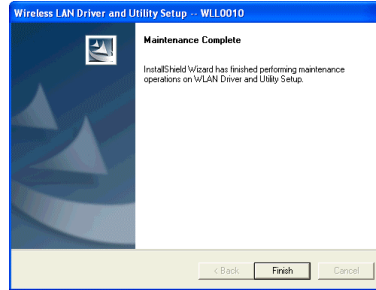 Wireless LAN Driver and Utility Setup -- WLL0010
Maintenance Complete
InstallShield Wizard has finished performing maintenance
operations on WLAN Driver and Utility Setup.
< Back   Finish   Cancel